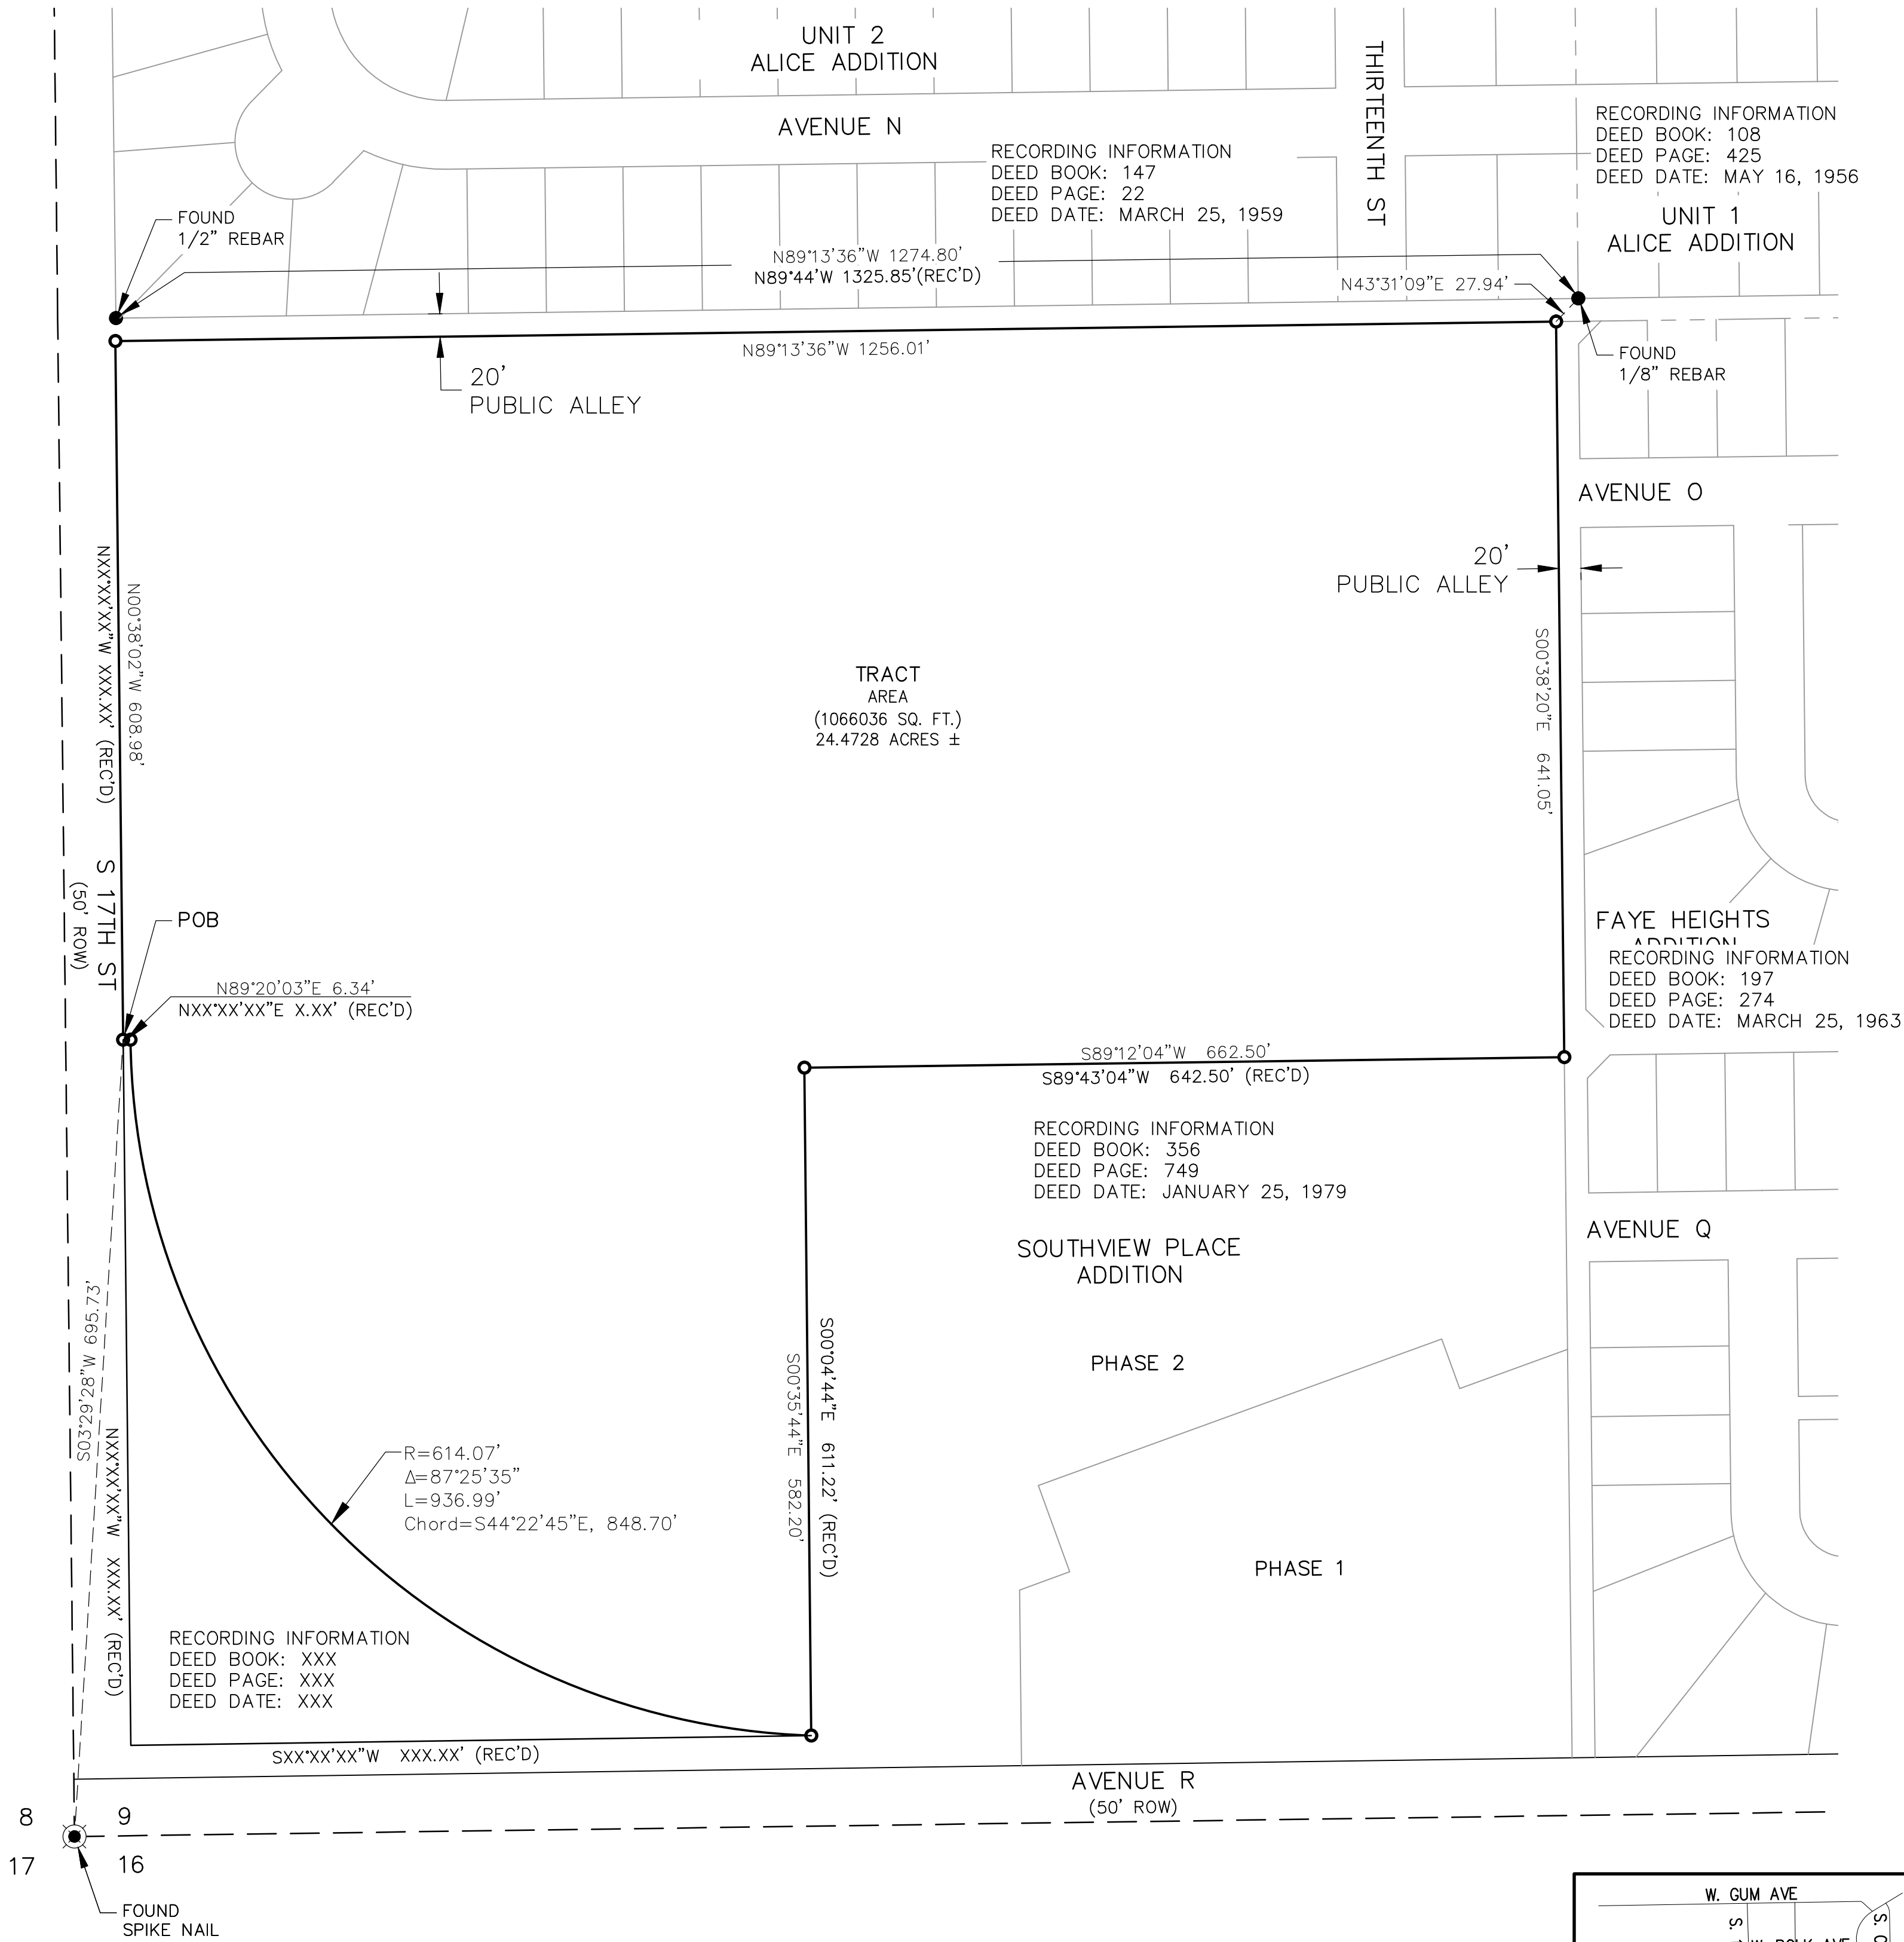 UNIT 2
ALICE ADDITION
AVENUE N
THIRTEENTH ST
RECORDING INFORMATION
DEED BOOK: 147
DEED PAGE: 22
DEED DATE: MARCH 25, 1959
RECORDING INFORMATION
DEED BOOK: 108
DEED PAGE: 425
DEED DATE: MAY 16, 1956
UNIT 1
ALICE ADDITION
FOUND
1/2" REBAR
N89°13'36"W 1274.80'
N89°44'W 1325.85'(REC'D)
N43°31'09"E 27.94'
N89°13'36"W 1256.01'
FOUND
1/8" REBAR
20'
PUBLIC ALLEY
AVENUE O
20'
PUBLIC ALLEY
NXX°XX'XX"W XXX.XX' (REC'D)
N00°38'02"W 608.98'
S00°38'20"E 641.05'
TRACT
AREA
(1066036 SQ. FT.)
24.4728 ACRES ±
S 17TH ST
(50' ROW)
POB
FAYE HEIGHTS
ADDITION
RECORDING INFORMATION
DEED BOOK: 197
DEED PAGE: 274
DEED DATE: MARCH 25, 1963
N89°20'03"E 6.34'
NXX°XX'XX"E X.XX' (REC'D)
S89°12'04"W 662.50'
S89°43'04"W 642.50' (REC'D)
RECORDING INFORMATION
DEED BOOK: 356
DEED PAGE: 749
DEED DATE: JANUARY 25, 1979
SOUTHVIEW PLACE
ADDITION
AVENUE Q
S03°29'28"W 695.73'
NXX°XX'XX"W XXX.XX' (REC'D)
S00°35'44"E 582.20'
S00°04'44"E 611.22' (REC'D)
PHASE 2
R=614.07'
Δ=87°25'35"
L=936.99'
Chord=S44°22'45"E, 848.70'
PHASE 1
RECORDING INFORMATION
DEED BOOK: XXX
DEED PAGE: XXX
DEED DATE: XXX
SXX°XX'XX"W XXX.XX' (REC'D)
AVENUE R
(50' ROW)
8 9
17 16
FOUND
SPIKE NAIL
W. GUM AVE
S.
S.